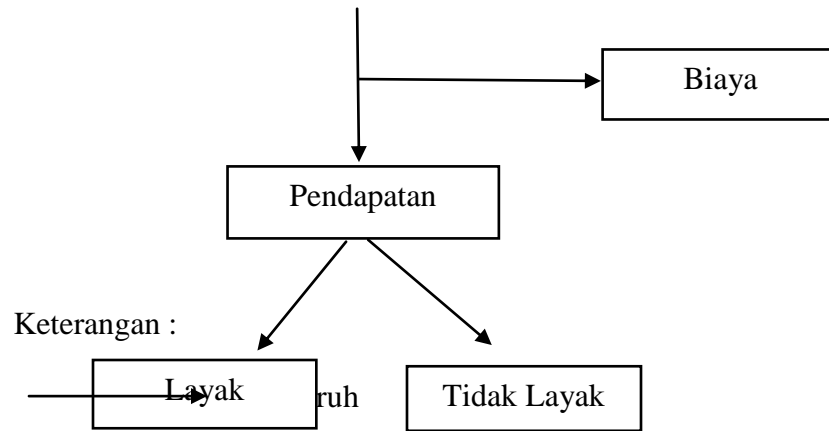 Biaya
Pendapatan
Keterangan :
Layak
ruh
Tidak Layak